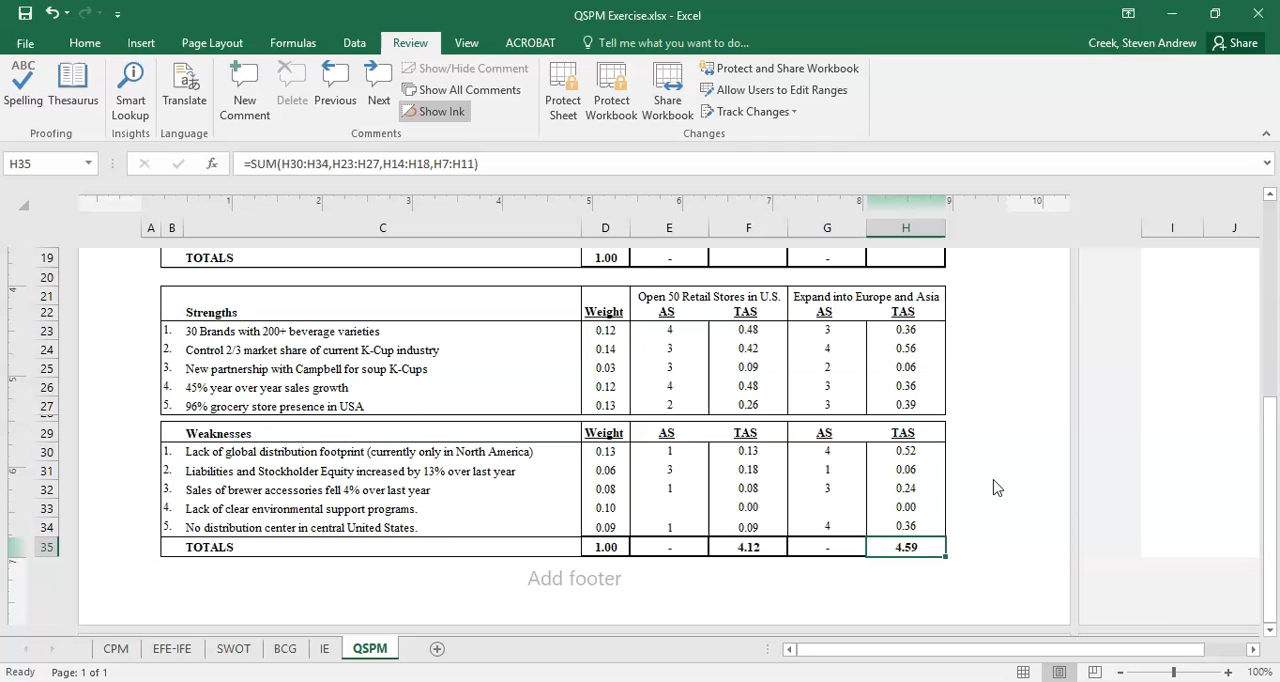 QSPM Exercise.xlsx - Excel
File Home Insert Page Layout Formulas Data Review View ACROBAT Tell me what you want to do... Creek, Steven Andrew Share
ABC
Spelling Thesaurus Smart Lookup Translate New Comment Delete Previous Next
Show/Hide Comment
Show All Comments
Show Ink
Protect Sheet Protect Workbook Share Workbook
Protect and Share Workbook
Allow Users to Edit Ranges
Track Changes
Proofing Insights Language Comments Changes
H35 fx =SUM(H30:H34,H23:H27,H14:H18,H7:H11)
1 2 3 4 5 6 7 8 9 10
A B C D E F G H I J
19 TOTALS 1.00 - -
20
21 Open 50 Retail Stores in U.S. Expand into Europe and Asia
22 Strengths Weight AS TAS AS TAS
23 1. 30 Brands with 200+ beverage varieties 0.12 4 0.48 3 0.36
24 2. Control 2/3 market share of current K-Cup industry 0.14 3 0.42 4 0.56
25 3. New partnership with Campbell for soup K-Cups 0.03 3 0.09 2 0.06
26 4. 45% year over year sales growth 0.12 4 0.48 3 0.36
27 5. 96% grocery store presence in USA 0.13 2 0.26 3 0.39
29 Weaknesses Weight AS TAS AS TAS
30 1. Lack of global distribution footprint (currently only in North America) 0.13 1 0.13 4 0.52
31 2. Liabilities and Stockholder Equity increased by 13% over last year 0.06 3 0.18 1 0.06
32 3. Sales of brewer accessories fell 4% over last year 0.08 1 0.08 3 0.24
33 4. Lack of clear environmental support programs. 0.10 0.00 0.00
34 5. No distribution center in central United States. 0.09 1 0.09 4 0.36
35 TOTALS 1.00 - 4.12 - 4.59
Add footer
CPM EFE-IFE SWOT BCG IE QSPM
Ready Page: 1 of 1 100%